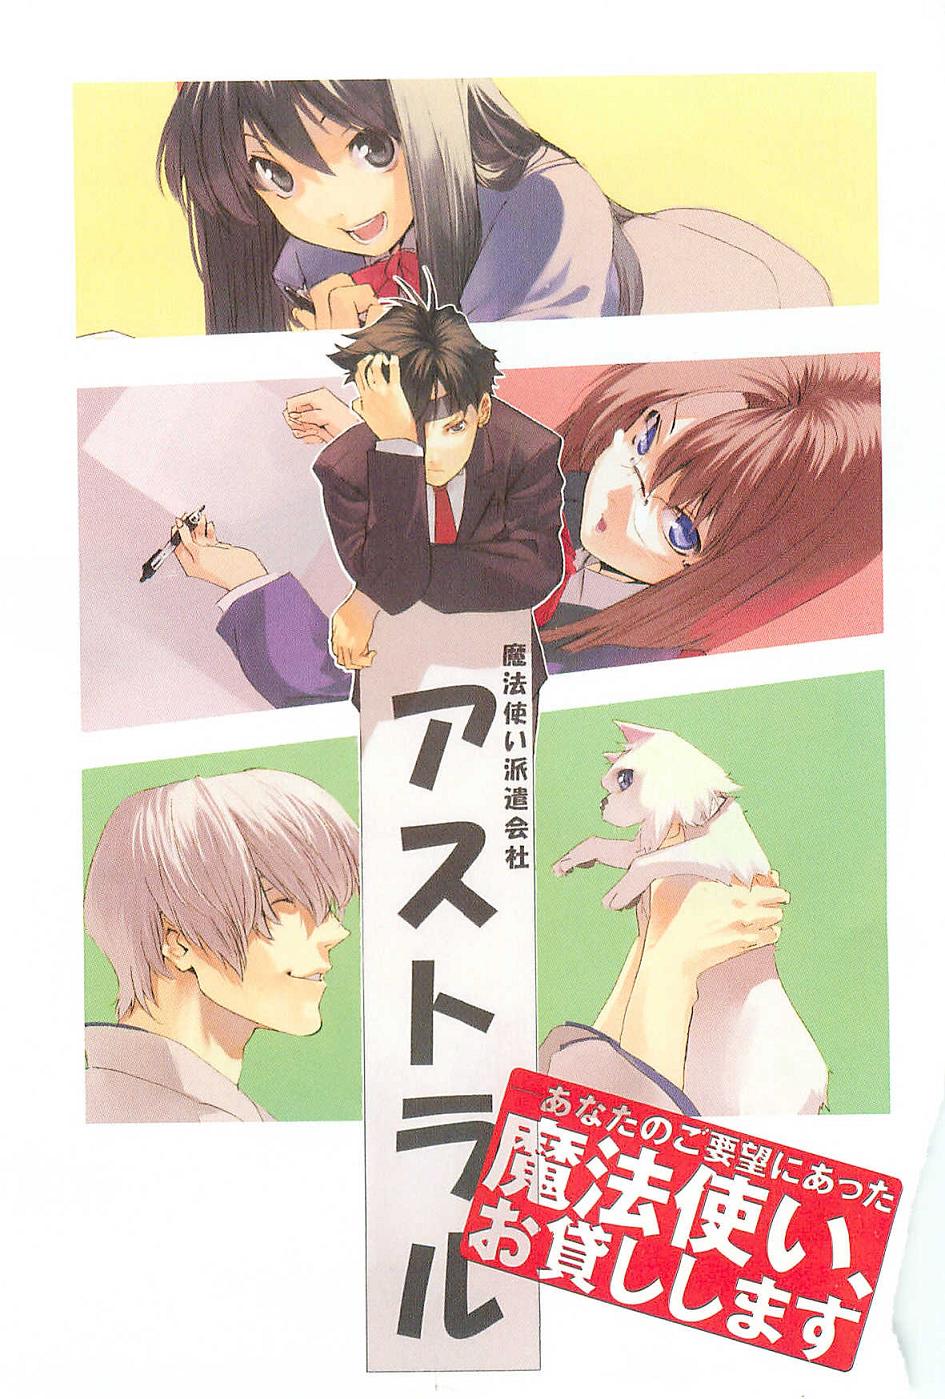 魔法使い派遣会社
アストラル
あなたのご要望にあった
魔法使い、
お貸しします